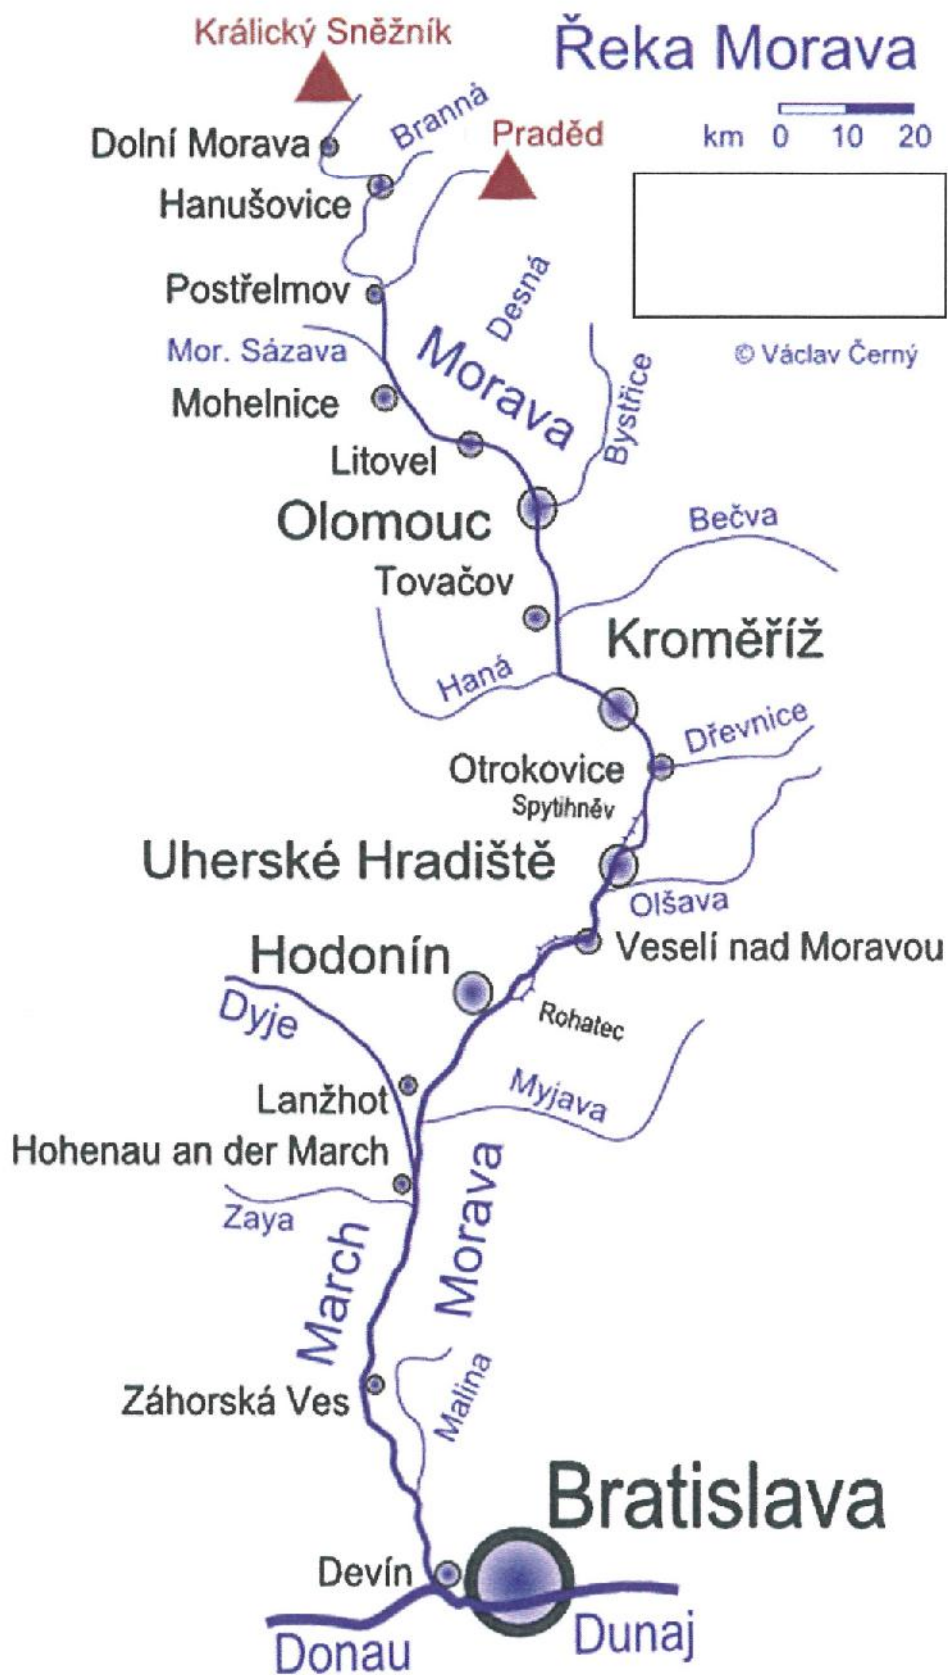 Králický Sněžník
Řeka Morava
km 0 10 20
Branná
Praděd
Dolní Morava
Hanušovice
Postřelmov
Desná
Mor. Sázava
Morava
© Václav Černý
Mohelnice
Bystřice
Litovel
Olomouc
Bečva
Tovačov
Kroměříž
Haná
Dřevnice
Otrokovice
Spytihněv
Uherské Hradiště
Olšava
Veselí nad Moravou
Hodonín
Dyje
Rohatec
Lanžhot
Myjava
Hohenau an der March
Zaya
March
Morava
Záhorská Ves
Malina
Bratislava
Devín
Donau
Dunaj